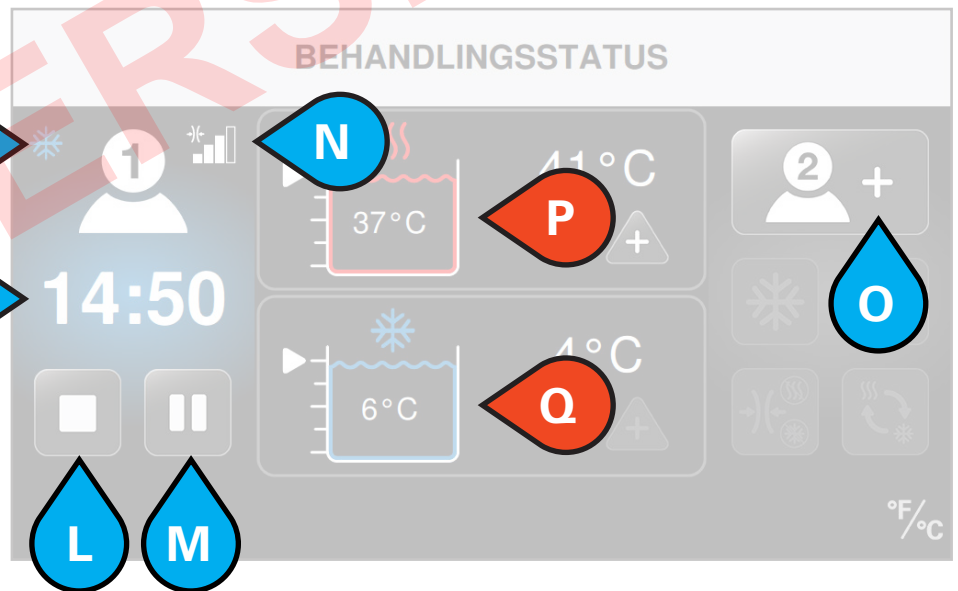 BEHANDLINGSSTATUS
1
N
41°C
2
+
37°C
P
+
14:50
O
4°C
6°C
Q
+
L
M
°F/°C